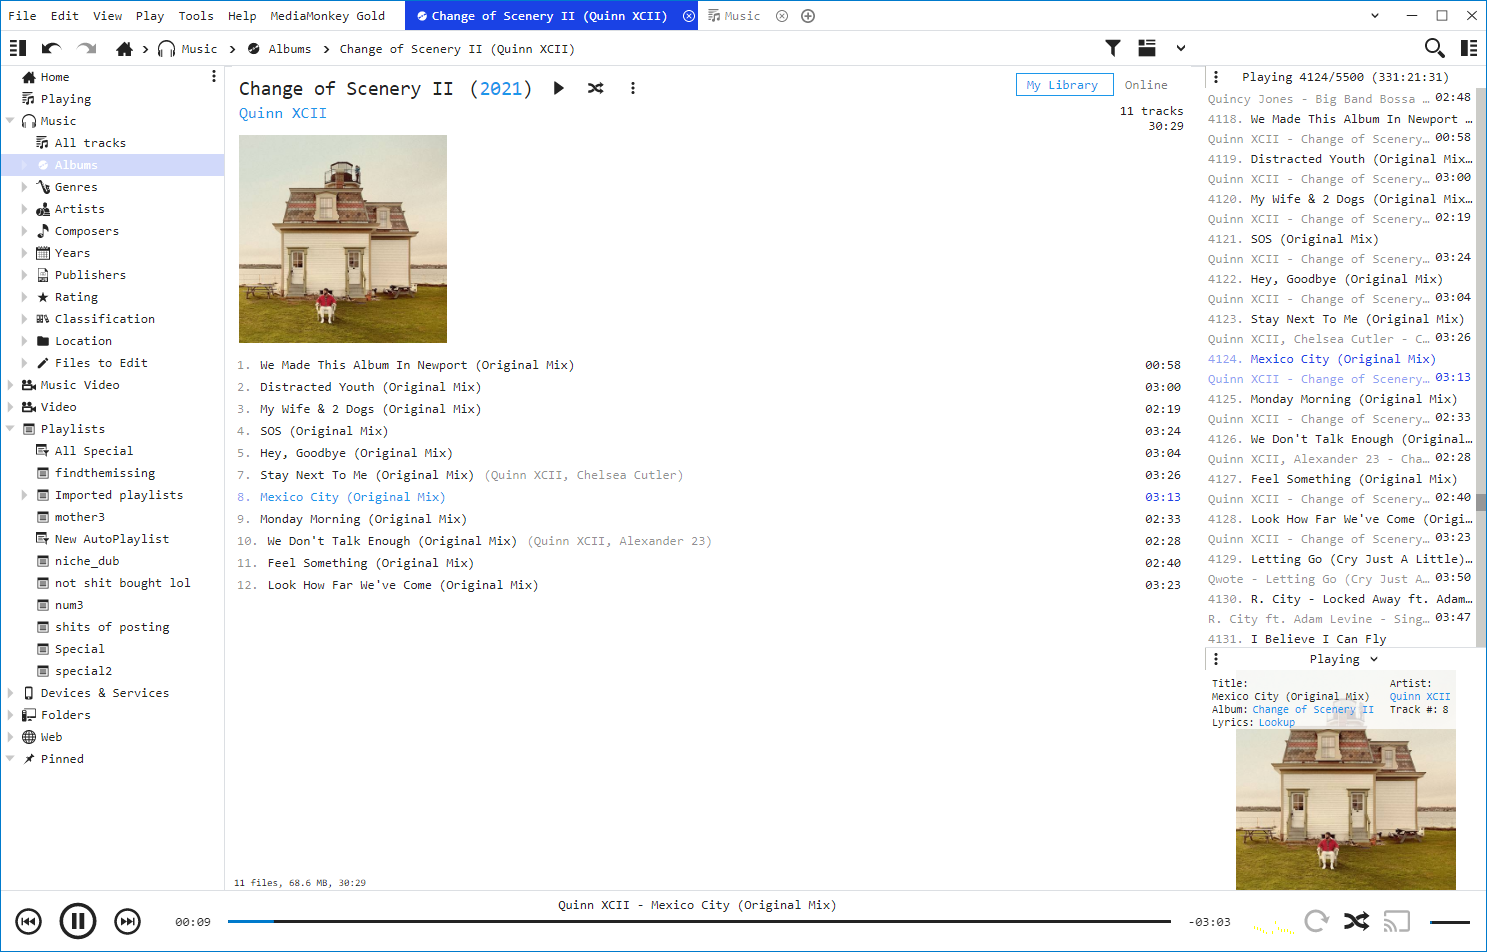 File Edit View Play Tools Help MediaMonkey Gold Change of Scenery II (Quinn XCII) Music
Music Albums Change of Scenery II (Quinn XCII)
Home
Playing
Music
All tracks
Albums
Genres
Artists
Composers
Years
Publishers
Rating
Classification
Location
Files to Edit
Music Video
Video
Playlists
All Special
findthemissing
Imported playlists
mother3
New AutoPlaylist
niche_dub
not shit bought lol
num3
shits of posting
Special
special2
Devices & Services
Folders
Web
Pinned
Change of Scenery II (2021)
Quinn XCII
My Library Online
11 tracks
30:29
1. We Made This Album In Newport (Original Mix) 00:58
2. Distracted Youth (Original Mix) 03:00
3. My Wife & 2 Dogs (Original Mix) 02:19
4. SOS (Original Mix) 03:24
5. Hey, Goodbye (Original Mix) 03:04
7. Stay Next To Me (Original Mix) (Quinn XCII, Chelsea Cutler) 03:26
8. Mexico City (Original Mix) 03:13
9. Monday Morning (Original Mix) 02:33
10. We Don't Talk Enough (Original Mix) (Quinn XCII, Alexander 23) 02:28
11. Feel Something (Original Mix) 02:40
12. Look How Far We've Come (Original Mix) 03:23
11 files, 68.6 MB, 30:29
Playing 4124/5500 (331:21:31)
Quincy Jones - Big Band Bossa … 02:48
4118. We Made This Album In Newport …
Quinn XCII - Change of Scenery… 00:58
4119. Distracted Youth (Original Mix…
Quinn XCII - Change of Scenery… 03:00
4120. My Wife & 2 Dogs (Original Mix…
Quinn XCII - Change of Scenery… 02:19
4121. SOS (Original Mix)
Quinn XCII - Change of Scenery… 03:24
4122. Hey, Goodbye (Original Mix)
Quinn XCII - Change of Scenery… 03:04
4123. Stay Next To Me (Original Mix)
Quinn XCII, Chelsea Cutler - C… 03:26
4124. Mexico City (Original Mix)
Quinn XCII - Change of Scenery… 03:13
4125. Monday Morning (Original Mix)
Quinn XCII - Change of Scenery… 02:33
4126. We Don't Talk Enough (Original…
Quinn XCII, Alexander 23 - Cha… 02:28
4127. Feel Something (Original Mix)
Quinn XCII - Change of Scenery… 02:40
4128. Look How Far We've Come (Origi…
Quinn XCII - Change of Scenery… 03:23
4129. Letting Go (Cry Just A Little)…
Qwote - Letting Go (Cry Just A… 03:50
4130. R. City - Locked Away ft. Adam…
R. City ft. Adam Levine - Sing… 03:47
4131. I Believe I Can Fly
Playing
Title: Artist:
Mexico City (Original Mix) Quinn XCII
Album: Change of Scenery II Track #: 8
Lyrics: Lookup
Quinn XCII - Mexico City (Original Mix)
00:09 -03:03